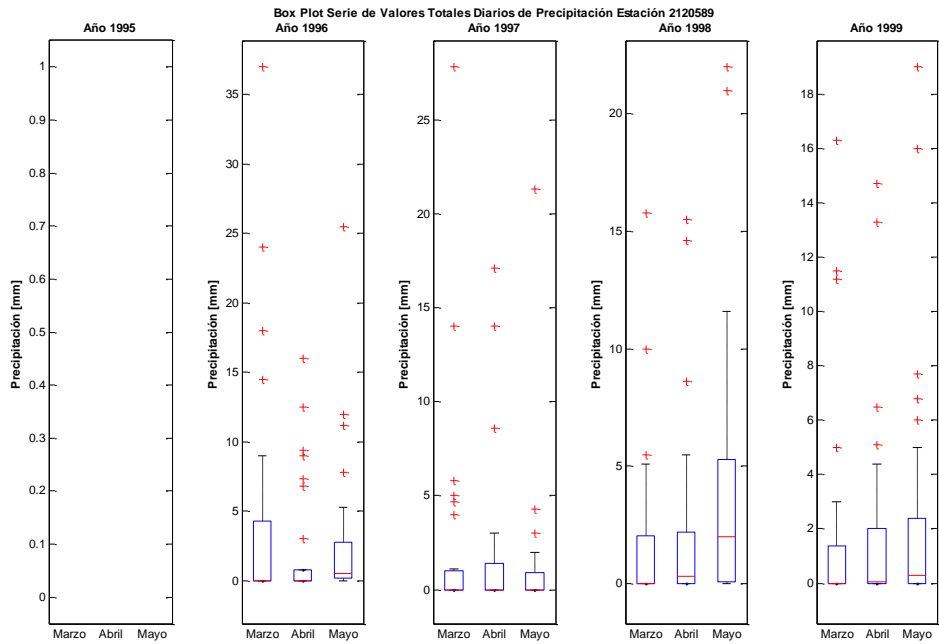 Box Plot Serie de Valores Totales Diarios de Precipitación Estación 2120589
Año 1995
Año 1996
Año 1997
Año 1998
Año 1999
Precipitación [mm]
1
0.9
0.8
0.7
0.6
0.5
0.4
0.3
0.2
0.1
0
Marzo Abril Mayo
Precipitación [mm]
35
30
25
20
15
10
5
0
Marzo Abril Mayo
Precipitación [mm]
25
20
15
10
5
0
Marzo Abril Mayo
Precipitación [mm]
20
15
10
5
0
Marzo Abril Mayo
Precipitación [mm]
18
16
14
12
10
8
6
4
2
0
Marzo Abril Mayo